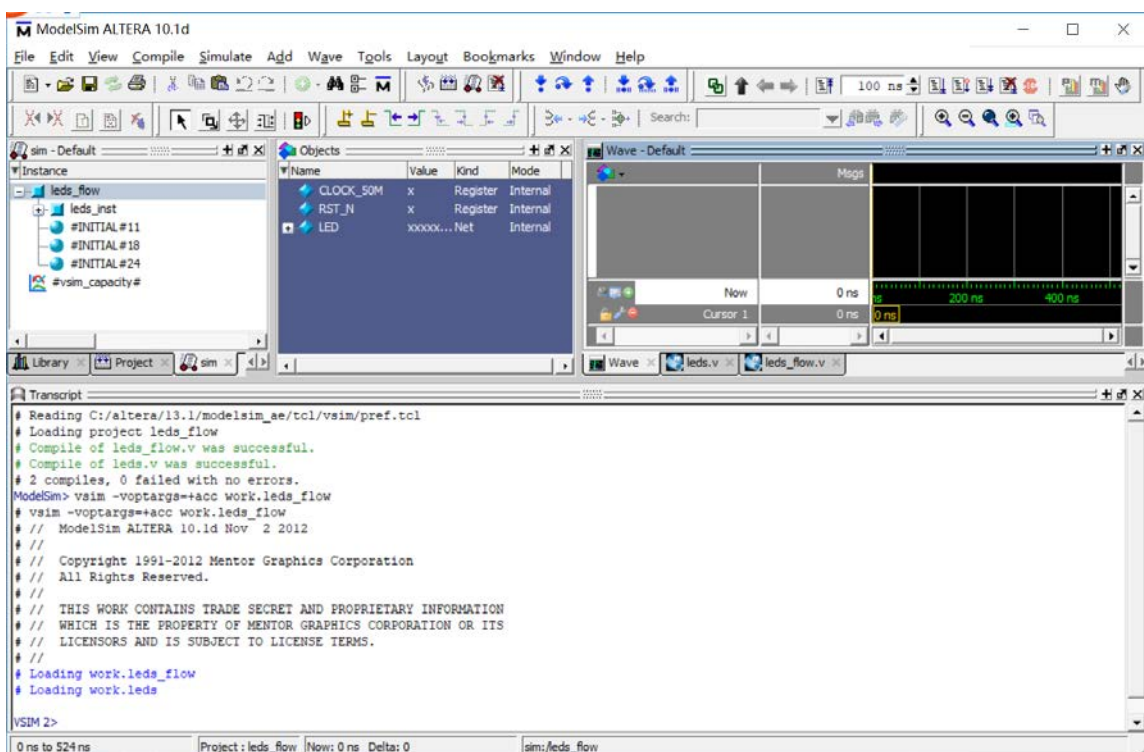 ModelSim ALTERA 10.1d
File Edit View Compile Simulate Add Wave Tools Layout Bookmarks Window Help
100 ns
Search:
sim - Default
Instance
leds_flow
leds_inst
#INITIAL#11
#INITIAL#18
#INITIAL#24
#vsim_capacity#
Library Project sim
Objects
Name Value Kind Mode
CLOCK_50M x Register Internal
RST_N x Register Internal
LED xxxxx... Net Internal
Wave - Default
Msgs
Now 0 ns
Cursor 1 0 ns
ns 200 ns 400 ns
0 ns
Wave leds.v leds_flow.v
Transcript
# Reading C:/altera/13.1/modelsim_ae/tcl/vsim/pref.tcl
# Loading project leds_flow
# Compile of leds_flow.v was successful.
# Compile of leds.v was successful.
# 2 compiles, 0 failed with no errors.
ModelSim> vsim -voptargs=+acc work.leds_flow
# vsim -voptargs=+acc work.leds_flow
# // ModelSim ALTERA 10.1d Nov 2 2012
# //
# // Copyright 1991-2012 Mentor Graphics Corporation
# // All Rights Reserved.
# //
# // THIS WORK CONTAINS TRADE SECRET AND PROPRIETARY INFORMATION
# // WHICH IS THE PROPERTY OF MENTOR GRAPHICS CORPORATION OR ITS
# // LICENSORS AND IS SUBJECT TO LICENSE TERMS.
# //
# Loading work.leds_flow
# Loading work.leds
VSIM 2>
0 ns to 524 ns Project : leds_flow Now: 0 ns Delta: 0 sim:/leds_flow